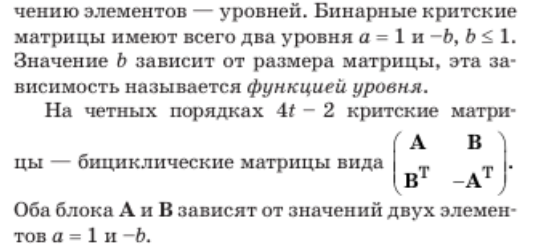 чению элементов — уровней. Бинарные критские
матрицы имеют всего два уровня a = 1 и –b, b ≤ 1.
Значение b зависит от размера матрицы, эта за-
висимость называется функцией уровня.
На четных порядках 4t – 2 критские матри-
цы — бициклические матрицы вида (A B
B^T –A^T).
Оба блока A и B зависят от значений двух элемен-
тов a = 1 и –b.